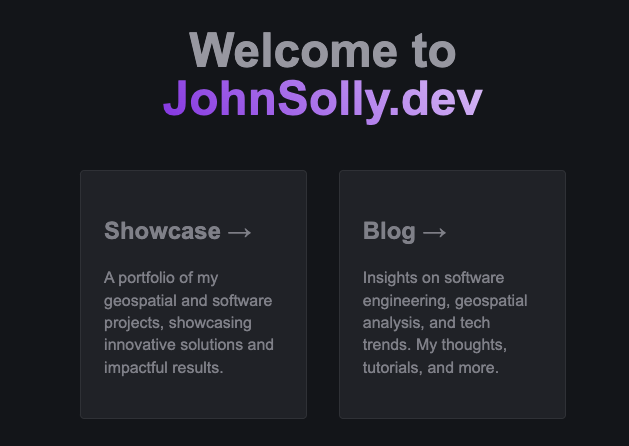 Welcome to
JohnSolly.dev
Showcase →
A portfolio of my
geospatial and software
projects, showcasing
innovative solutions and
impactful results.
Blog →
Insights on software
engineering, geospatial
analysis, and tech
trends. My thoughts,
tutorials, and more.